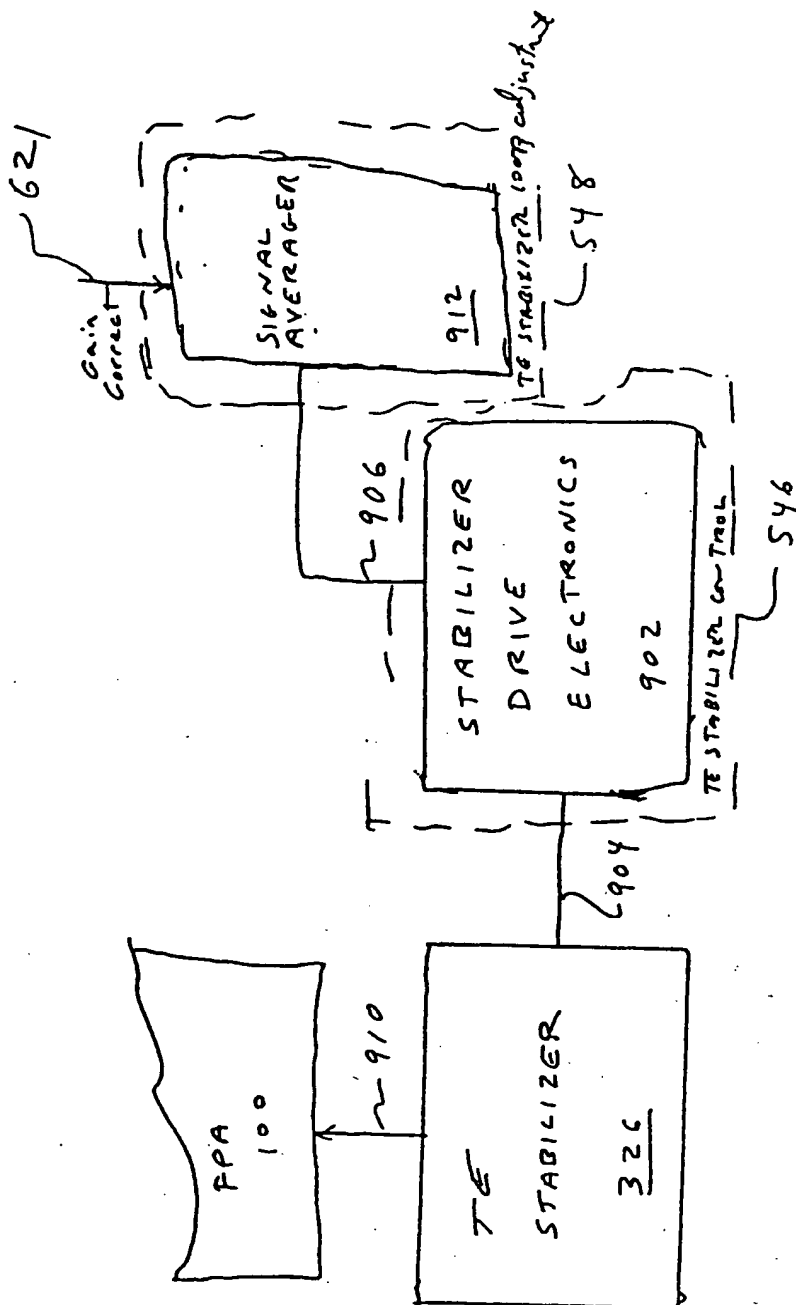 FPA
100
910
TE
STABILIZER
326
904
STABILIZER
DRIVE
ELECTRONICS
902
TE STABILIZER CONTROL
546
906
Gain
Correct
621
SIGNAL
AVERAGER
912
TE STABILIZER loop
548